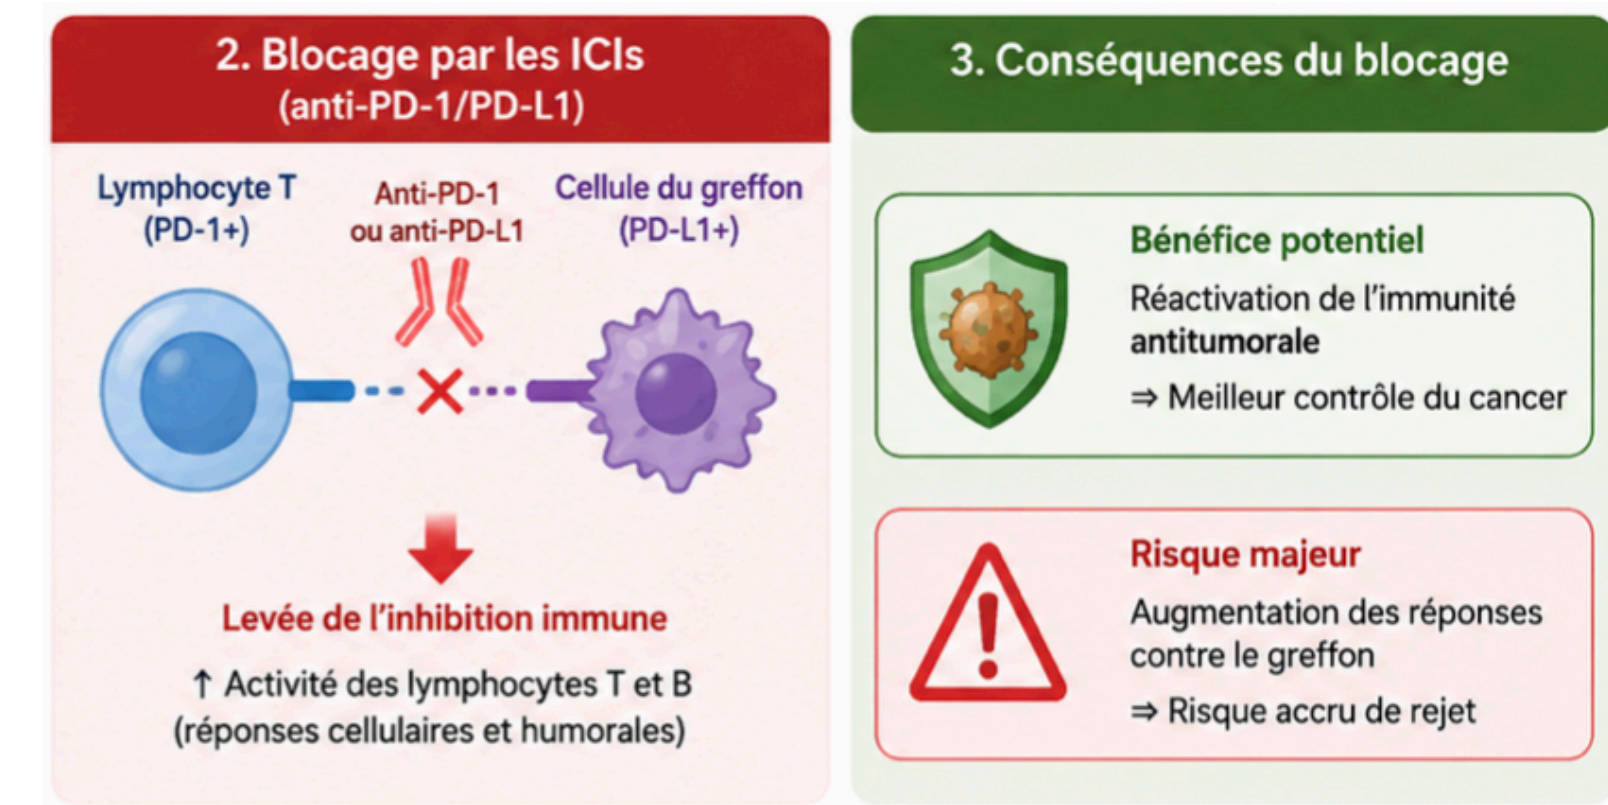 2. Blocage par les ICIs
(anti-PD-1/PD-L1)
Lymphocyte T
(PD-1+)
Anti-PD-1
ou anti-PD-L1
Cellule du greffon
(PD-L1+)
Levée de l'inhibition immune
↑ Activité des lymphocytes T et B
(réponses cellulaires et humorales)
3. Conséquences du blocage
Bénéfice potentiel
Réactivation de l'immunité
antitumorale
⇒ Meilleur contrôle du cancer
Risque majeur
Augmentation des réponses
contre le greffon
⇒ Risque accru de rejet